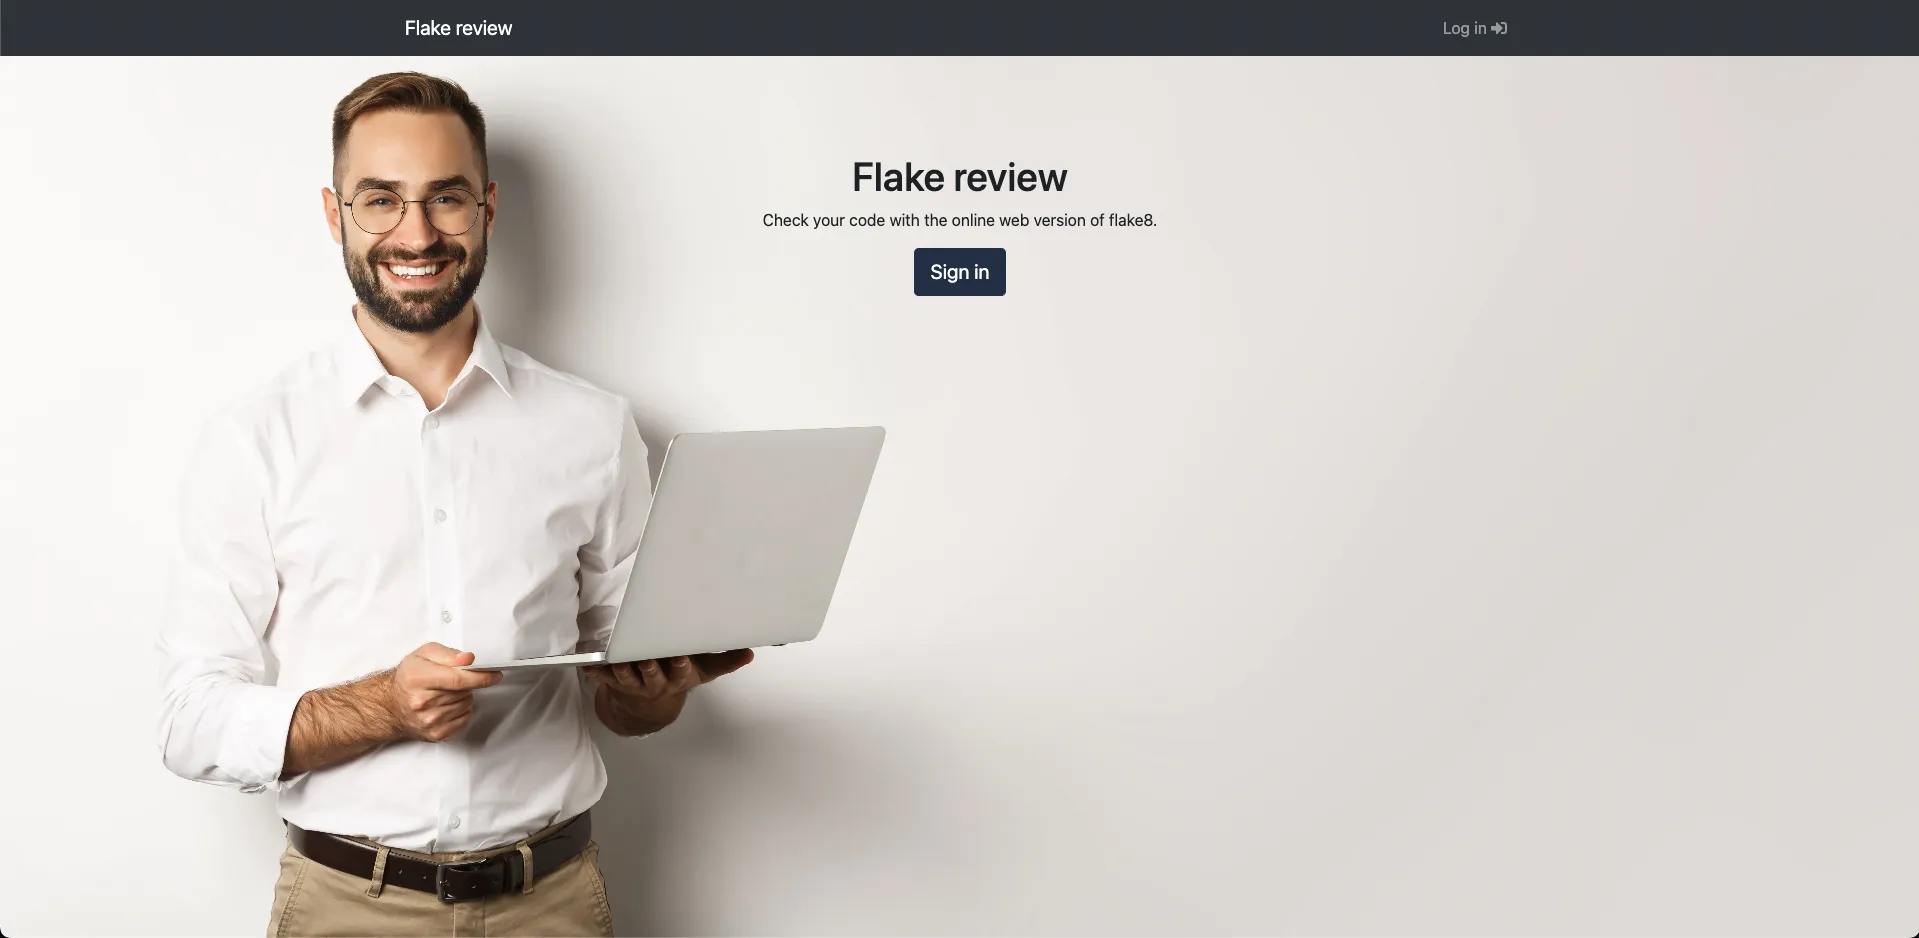 Flake review
Log in
Flake review
Check your code with the online web version of flake8.
Sign in